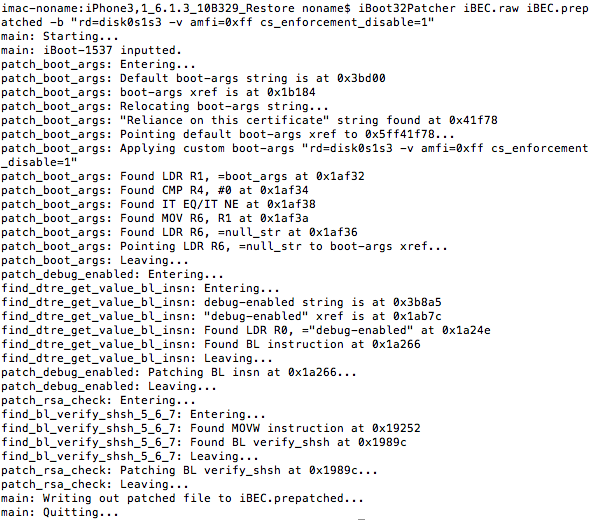 imac-noname:iPhone3,1_6.1.3_10B329_Restore noname$ iBoot32Patcher iBEC.raw iBEC.prep
atched -b "rd=disk0s1s3 -v amfi=0xff cs_enforcement_disable=1"
main: Starting...
main: iBoot-1537 inputted.
patch_boot_args: Entering...
patch_boot_args: Default boot-args string is at 0x3bd00
patch_boot_args: boot-args xref is at 0x1b184
patch_boot_args: Relocating boot-args string...
patch_boot_args: "Reliance on this certificate" string found at 0x41f78
patch_boot_args: Pointing default boot-args xref to 0x5ff41f78...
patch_boot_args: Applying custom boot-args "rd=disk0s1s3 -v amfi=0xff cs_enforcement
_disable=1"
patch_boot_args: Found LDR R1, =boot_args at 0x1af32
patch_boot_args: Found CMP R4, #0 at 0x1af34
patch_boot_args: Found IT EQ/IT NE at 0x1af38
patch_boot_args: Found MOV R6, R1 at 0x1af3a
patch_boot_args: Found LDR R6, =null_str at 0x1af36
patch_boot_args: Pointing LDR R6, =null_str to boot-args xref...
patch_boot_args: Leaving...
patch_debug_enabled: Entering...
find_dtre_get_value_bl_insn: Entering...
find_dtre_get_value_bl_insn: debug-enabled string is at 0x3b8a5
find_dtre_get_value_bl_insn: "debug-enabled" xref is at 0x1ab7c
find_dtre_get_value_bl_insn: Found LDR R0, ="debug-enabled" at 0x1a24e
find_dtre_get_value_bl_insn: Found BL instruction at 0x1a266
find_dtre_get_value_bl_insn: Leaving...
patch_debug_enabled: Patching BL insn at 0x1a266...
patch_debug_enabled: Leaving...
patch_rsa_check: Entering...
find_bl_verify_shsh_5_6_7: Entering...
find_bl_verify_shsh_5_6_7: Found MOVW instruction at 0x19252
find_bl_verify_shsh_5_6_7: Found BL verify_shsh at 0x1989c
find_bl_verify_shsh_5_6_7: Leaving...
patch_rsa_check: Patching BL verify_shsh at 0x1989c...
patch_rsa_check: Leaving...
main: Writing out patched file to iBEC.prepatched...
main: Quitting...